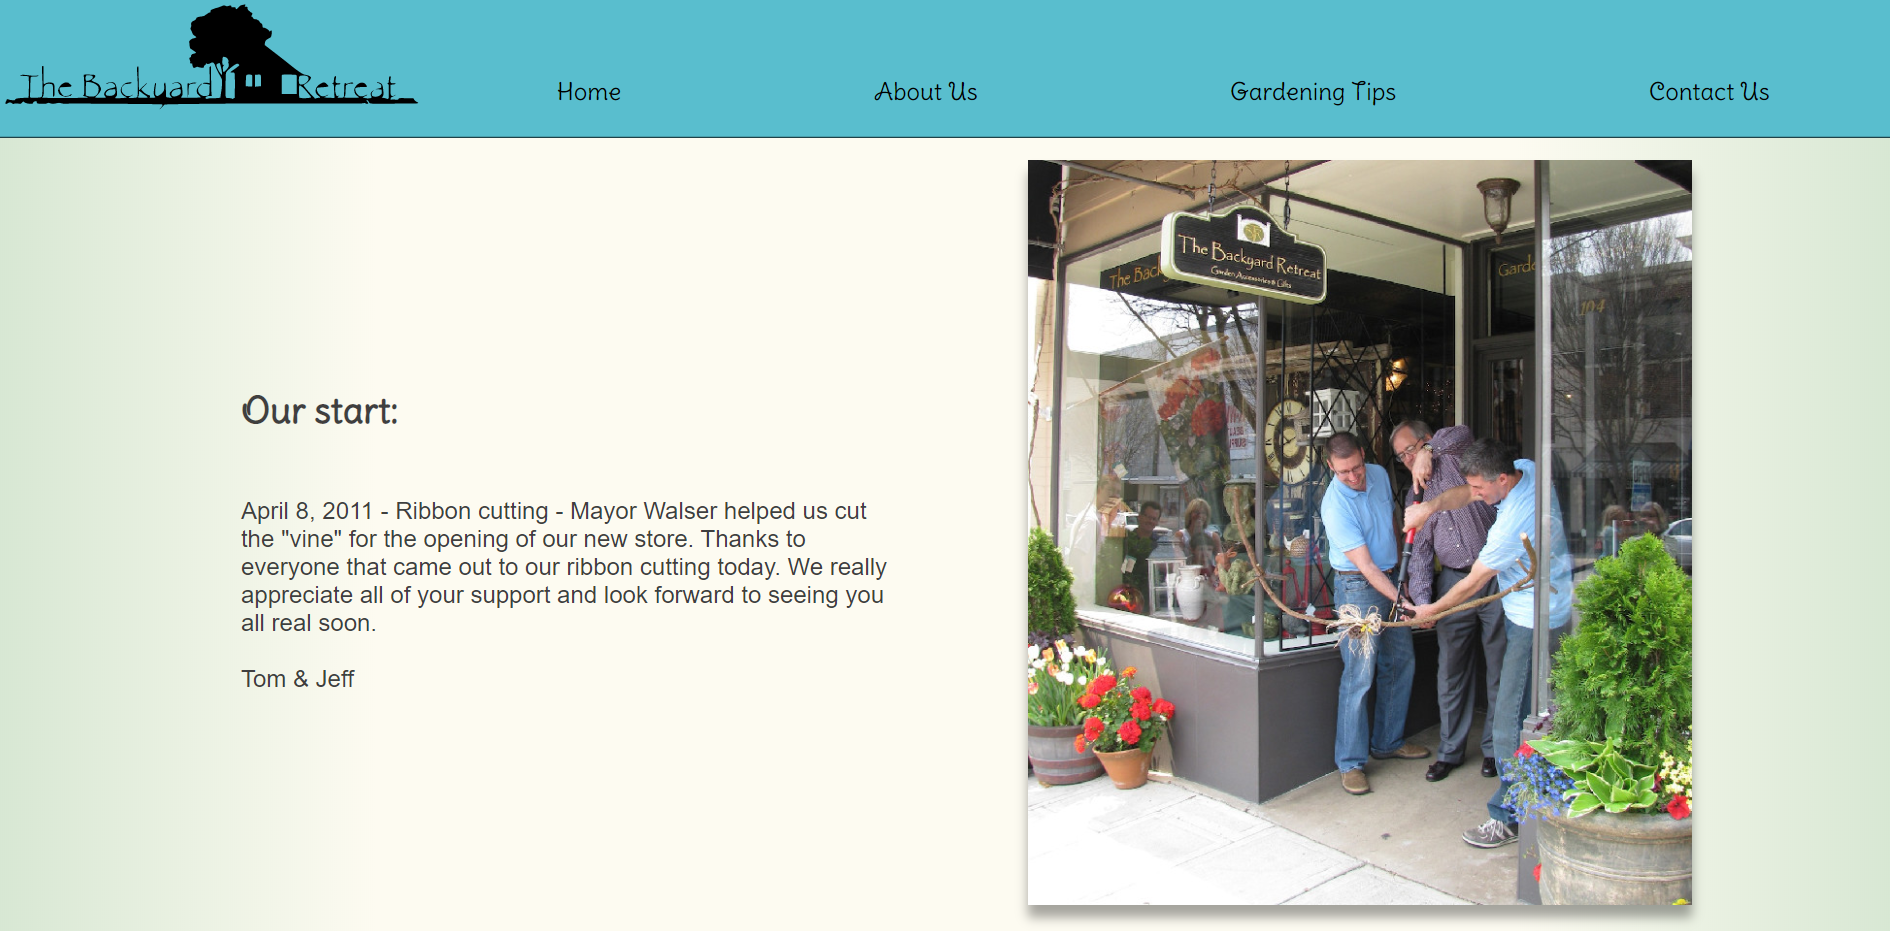 The Backyard Retreat
Home
About Us
Gardening Tips
Contact Us
Our start:
April 8, 2011 - Ribbon cutting - Mayor Walser helped us cut
the "vine" for the opening of our new store. Thanks to
everyone that came out to our ribbon cutting today. We really
appreciate all of your support and look forward to seeing you
all real soon.
Tom & Jeff
The Backyard Retreat
Garden Accessories & Gifts
The Bac
Garde
104